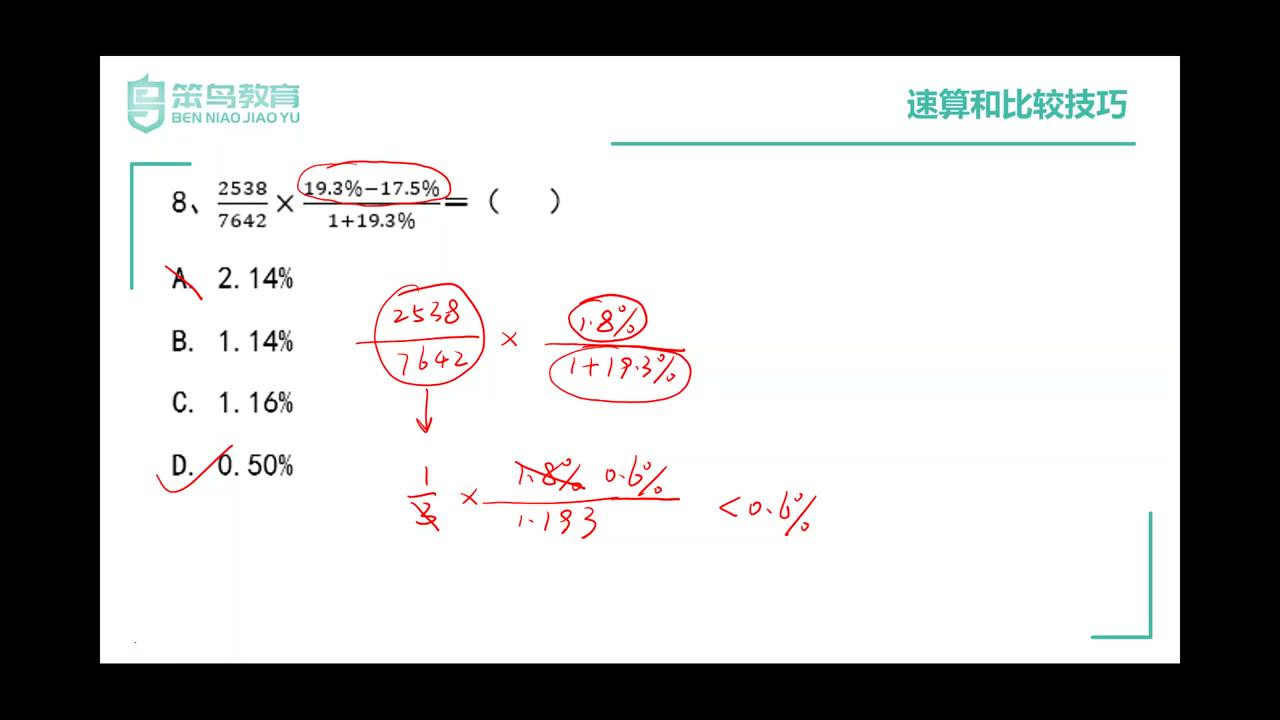 笨鸟教育
BEN NIAO JIAO YU
速算和比较技巧
8、2538/7642 × (19.3%−17.5%)/(1+19.3%) = （ ）
A. 2.14%
B. 1.14%
C. 1.16%
D. 0.50%
2538/7642 × 1.8%/(1+19.3%)
1/3 × 1.8% 0.6%/1.193 < 0.6%